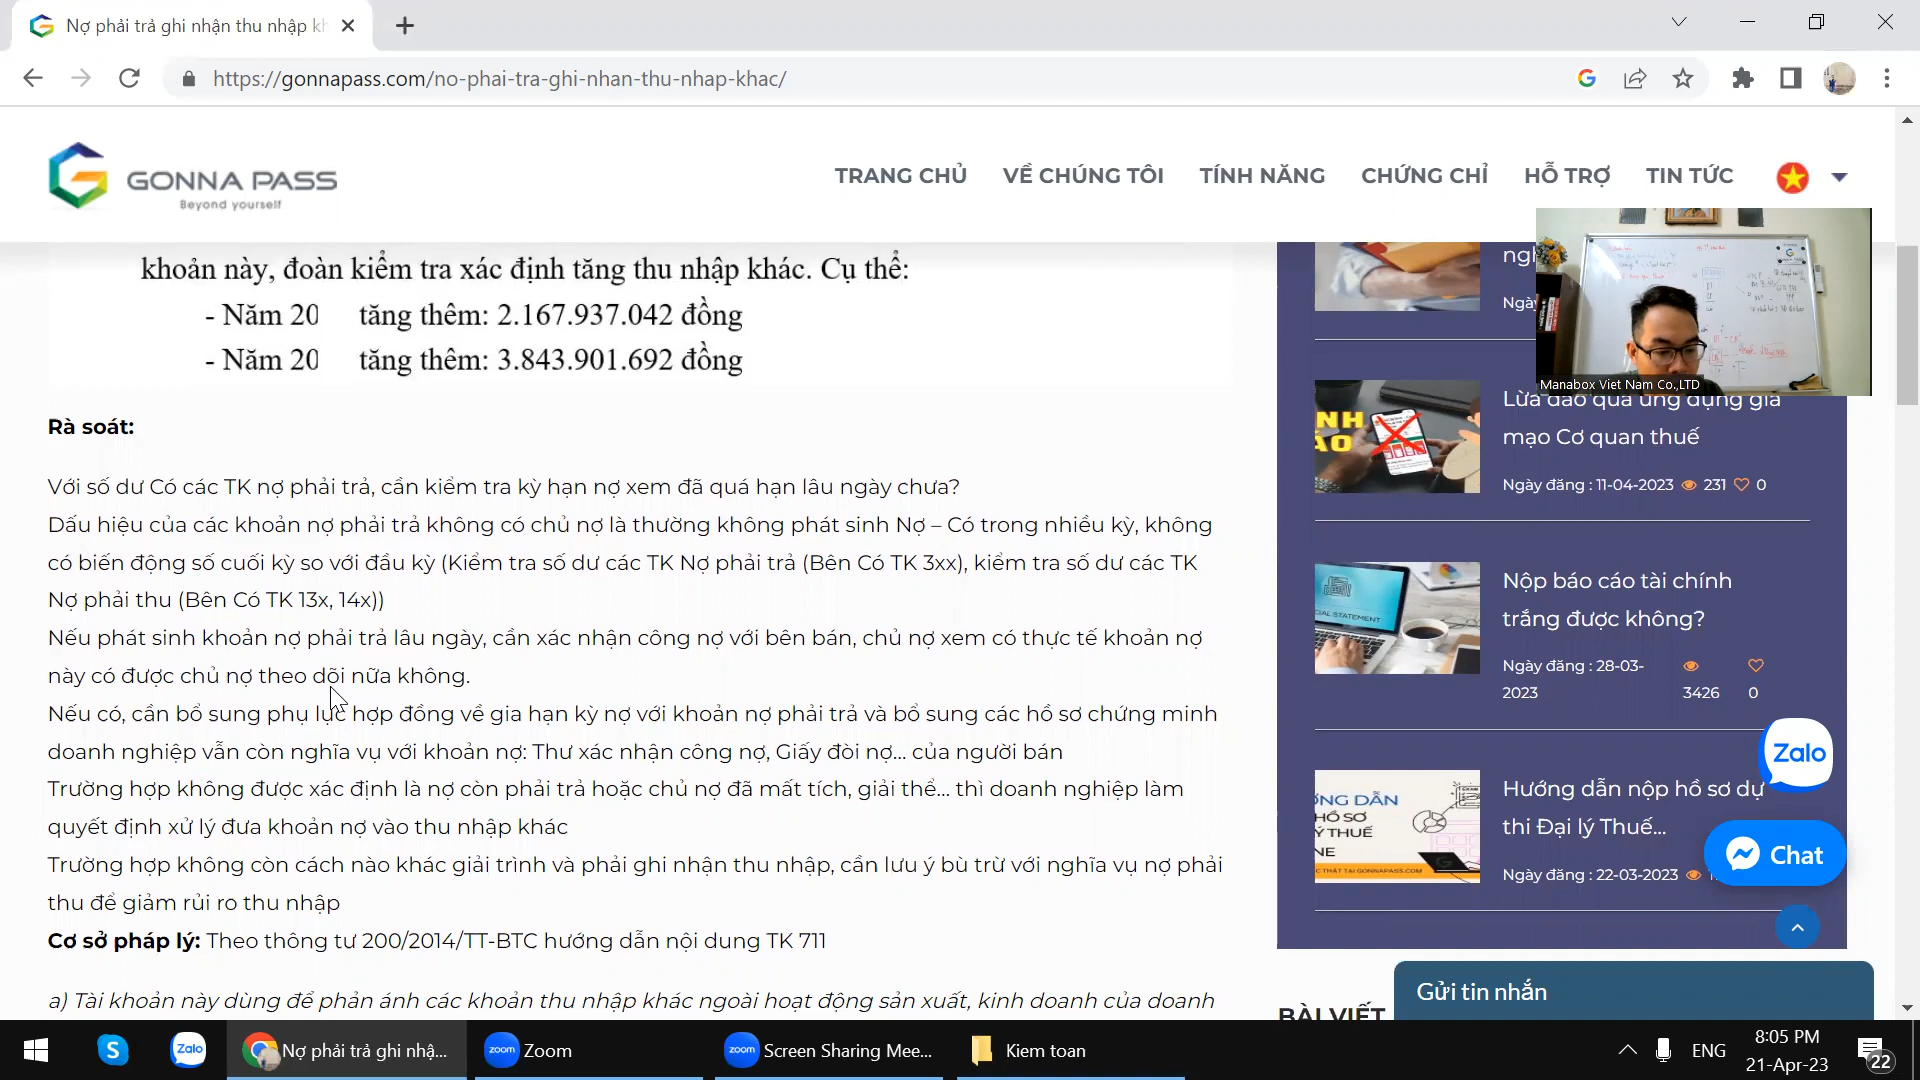 Nợ phải trả ghi nhận thu nhập kh
https://gonnapass.com/no-phai-tra-ghi-nhan-thu-nhap-khac/
GONNA PASS
Beyond yourself
TRANG CHỦ
VỀ CHÚNG TÔI
TÍNH NĂNG
CHỨNG CHỈ
HỖ TRỢ
TIN TỨC
khoản này, đoàn kiểm tra xác định tăng thu nhập khác. Cụ thể:
- Năm 20 tăng thêm: 2.167.937.042 đồng
- Năm 20 tăng thêm: 3.843.901.692 đồng
Rà soát:
Với số dư Có các TK nợ phải trả, cần kiểm tra kỳ hạn nợ xem đã quá hạn lâu ngày chưa?
Dấu hiệu của các khoản nợ phải trả không có chủ nợ là thường không phát sinh Nợ – Có trong nhiều kỳ, không
có biến động số cuối kỳ so với đầu kỳ (Kiểm tra số dư các TK Nợ phải trả (Bên Có TK 3xx), kiểm tra số dư các TK
Nợ phải thu (Bên Có TK 13x, 14x))
Nếu phát sinh khoản nợ phải trả lâu ngày, cần xác nhận công nợ với bên bán, chủ nợ xem có thực tế khoản nợ
này có được chủ nợ theo dõi nữa không.
Nếu có, cần bổ sung phụ lục hợp đồng về gia hạn kỳ nợ với khoản nợ phải trả và bổ sung các hồ sơ chứng minh
doanh nghiệp vẫn còn nghĩa vụ với khoản nợ: Thư xác nhận công nợ, Giấy đòi nợ... của người bán
Trường hợp không được xác định là nợ còn phải trả hoặc chủ nợ đã mất tích, giải thể... thì doanh nghiệp làm
quyết định xử lý đưa khoản nợ vào thu nhập khác
Trường hợp không còn cách nào khác giải trình và phải ghi nhận thu nhập, cần lưu ý bù trừ với nghĩa vụ nợ phải
thu để giảm rủi ro thu nhập
Cơ sở pháp lý: Theo thông tư 200/2014/TT-BTC hướng dẫn nội dung TK 711
a) Tài khoản này dùng để phản ánh các khoản thu nhập khác ngoài hoạt động sản xuất, kinh doanh của doanh
Ngày
Manabox Viet Nam Co.,LTD
Lừa đảo qua ứng dụng giả
mạo Cơ quan thuế
Ngày đăng : 11-04-2023 231 0
Nộp báo cáo tài chính
trắng được không?
Ngày đăng : 28-03-
2023
3426
0
Zalo
Hướng dẫn nộp hồ sơ dự
thi Đại lý Thuế...
Ngày đăng : 22-03-2023
Chat
BÀI VIẾT
Gửi tin nhắn
Zalo
Nợ phải trả ghi nhậ...
zoom
Zoom
zoom
Screen Sharing Mee...
Kiem toan
ENG
8:05 PM
21-Apr-23
22